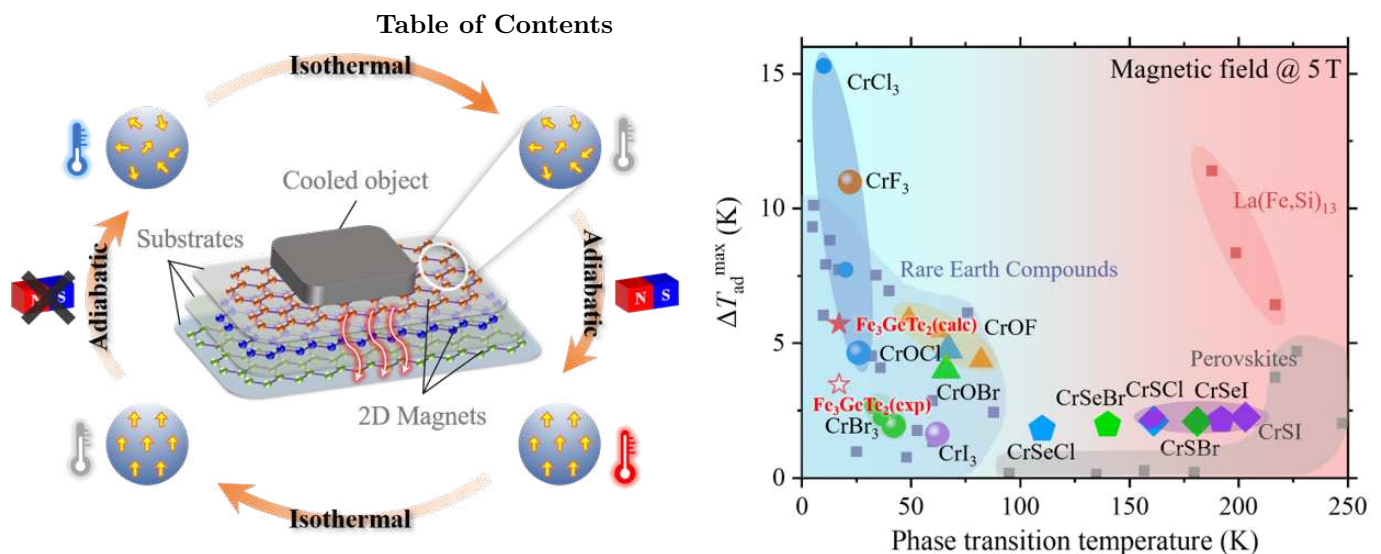 Table of Contents
Isothermal
Cooled object
Substrates
Adiabatic
Adiabatic
N S
N S
2D Magnets
Isothermal
Magnetic field @ 5 T
CrCl₃
CrF₃
La(Fe,Si)₁₃
Rare Earth Compounds
Fe₃GeTe₂(calc)
CrOF
CrOCl
Perovskites
CrOBr
Fe₃GeTe₂(exp)
CrBr₃
CrI₃
CrSeBr
CrSCl
CrSeI
CrSeCl
CrSBr
CrSI
15
10
5
0
ΔT_ad^max (K)
0 50 100 150 200 250
Phase transition temperature (K)